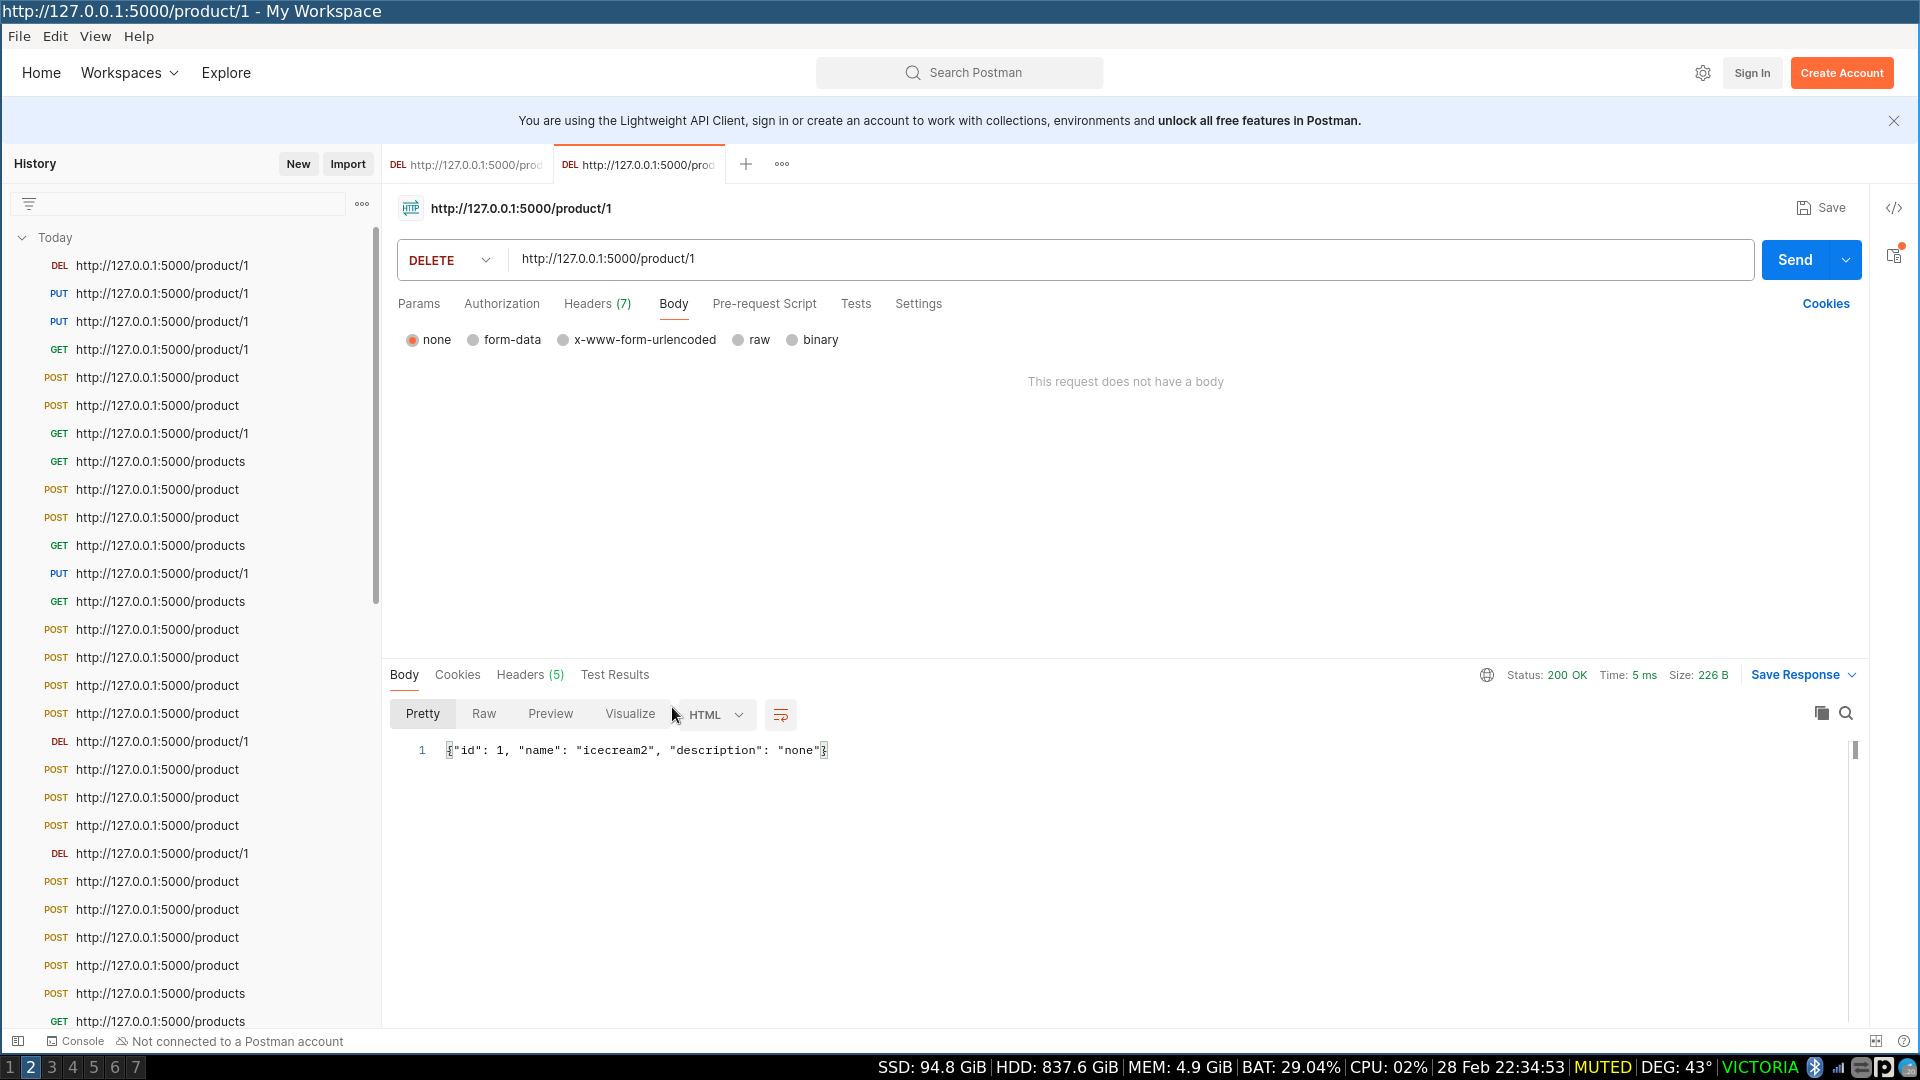 http://127.0.0.1:5000/product/1 - My Workspace
File Edit View Help
Home Workspaces Explore Search Postman Sign In Create Account
You are using the Lightweight API Client, sign in or create an account to work with collections, environments and unlock all free features in Postman.
History New Import
DEL http://127.0.0.1:5000/prod DEL http://127.0.0.1:5000/prod
Today
DEL http://127.0.0.1:5000/product/1
PUT http://127.0.0.1:5000/product/1
PUT http://127.0.0.1:5000/product/1
GET http://127.0.0.1:5000/product/1
POST http://127.0.0.1:5000/product
POST http://127.0.0.1:5000/product
GET http://127.0.0.1:5000/product/1
GET http://127.0.0.1:5000/products
POST http://127.0.0.1:5000/product
POST http://127.0.0.1:5000/product
GET http://127.0.0.1:5000/products
PUT http://127.0.0.1:5000/product/1
GET http://127.0.0.1:5000/products
POST http://127.0.0.1:5000/product
POST http://127.0.0.1:5000/product
POST http://127.0.0.1:5000/product
POST http://127.0.0.1:5000/product
DEL http://127.0.0.1:5000/product/1
POST http://127.0.0.1:5000/product
POST http://127.0.0.1:5000/product
POST http://127.0.0.1:5000/product
DEL http://127.0.0.1:5000/product/1
POST http://127.0.0.1:5000/product
POST http://127.0.0.1:5000/product
POST http://127.0.0.1:5000/product
POST http://127.0.0.1:5000/product
POST http://127.0.0.1:5000/products
GET http://127.0.0.1:5000/products
HTTP http://127.0.0.1:5000/product/1 Save
DELETE http://127.0.0.1:5000/product/1 Send
Params Authorization Headers (7) Body Pre-request Script Tests Settings Cookies
none form-data x-www-form-urlencoded raw binary
This request does not have a body
Body Cookies Headers (5) Test Results Status: 200 OK Time: 5 ms Size: 226 B Save Response
Pretty Raw Preview Visualize HTML
1 {"id": 1, "name": "icecream2", "description": "none"}
Console Not connected to a Postman account
1 2 3 4 5 6 7 SSD: 94.8 GiB HDD: 837.6 GiB MEM: 4.9 GiB BAT: 29.04% CPU: 02% 28 Feb 22:34:53 MUTED DEG: 43° VICTORIA